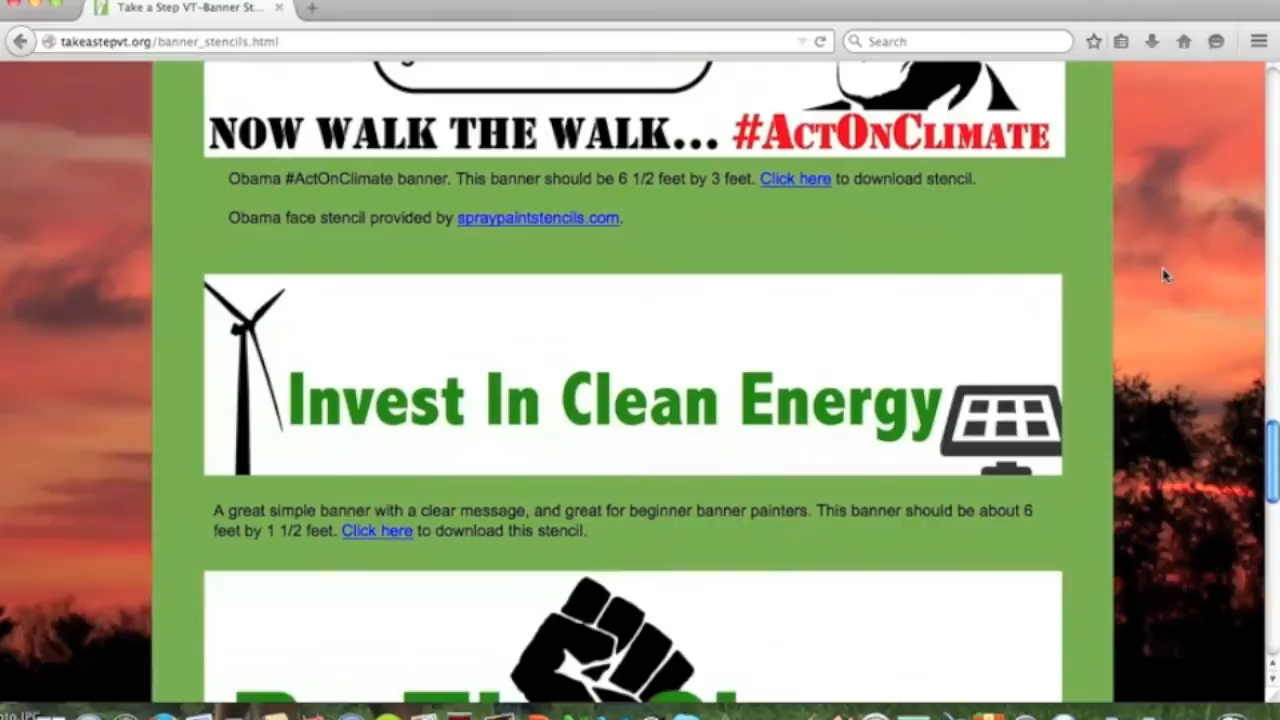 Take a Step VT-Banner St...
takeastepvt.org/banner_stencils.html
Search
NOW WALK THE WALK... #ACTONCLIMATE
Obama #ActOnClimate banner. This banner should be 6 1/2 feet by 3 feet. Click here to download stencil.
Obama face stencil provided by spraypaintstencils.com.
Invest In Clean Energy
A great simple banner with a clear message, and great for beginner banner painters. This banner should be about 6
feet by 1 1/2 feet. Click here to download this stencil.